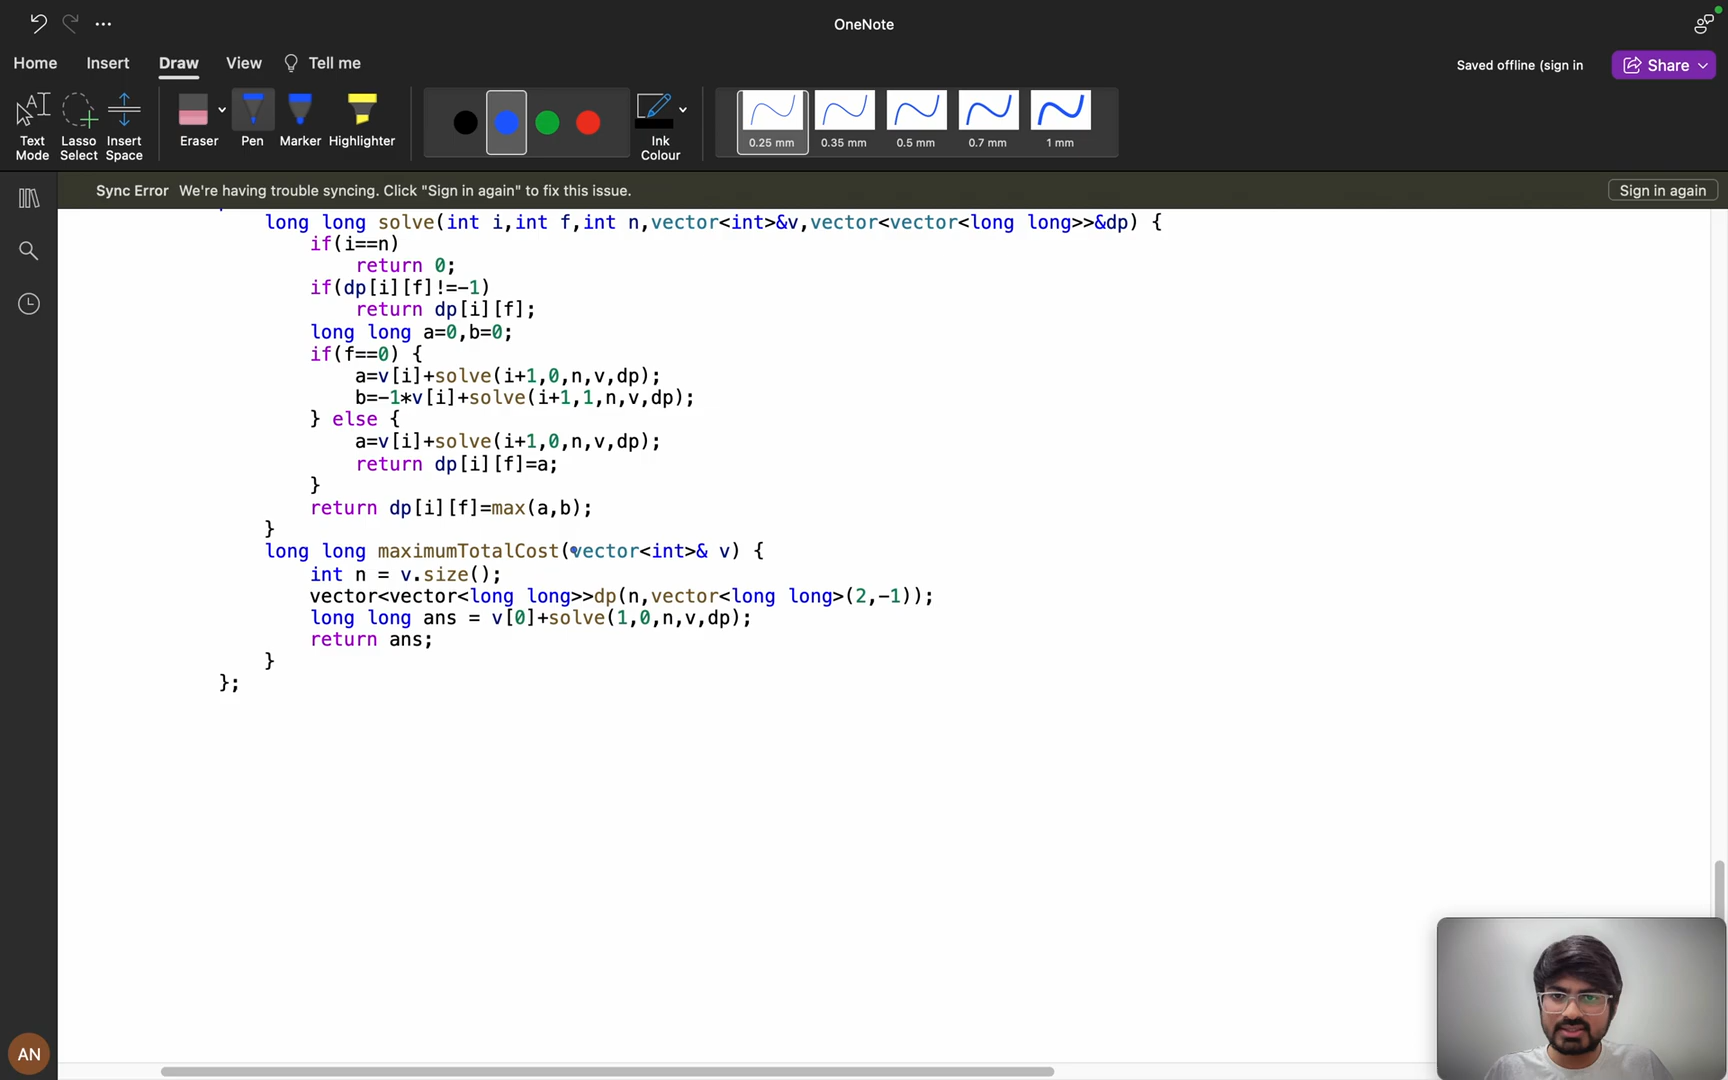 OneNote
Home Insert Draw View Tell me
Saved offline (sign in
Share
Text Mode
Lasso Select
Insert Space
Eraser
Pen
Marker
Highlighter
Ink Colour
0.25 mm
0.35 mm
0.5 mm
0.7 mm
1 mm
Sync Error We're having trouble syncing. Click "Sign in again" to fix this issue.
Sign in again
long long solve(int i,int f,int n,vector<int>&v,vector<vector<long long>>&dp) {
if(i==n)
return 0;
if(dp[i][f]!=-1)
return dp[i][f];
long long a=0,b=0;
if(f==0) {
a=v[i]+solve(i+1,0,n,v,dp);
b=-1*v[i]+solve(i+1,1,n,v,dp);
} else {
a=v[i]+solve(i+1,0,n,v,dp);
return dp[i][f]=a;
}
return dp[i][f]=max(a,b);
}
long long maximumTotalCost(vector<int>& v) {
int n = v.size();
vector<vector<long long>>dp(n,vector<long long>(2,-1));
long long ans = v[0]+solve(1,0,n,v,dp);
return ans;
}
};
AN